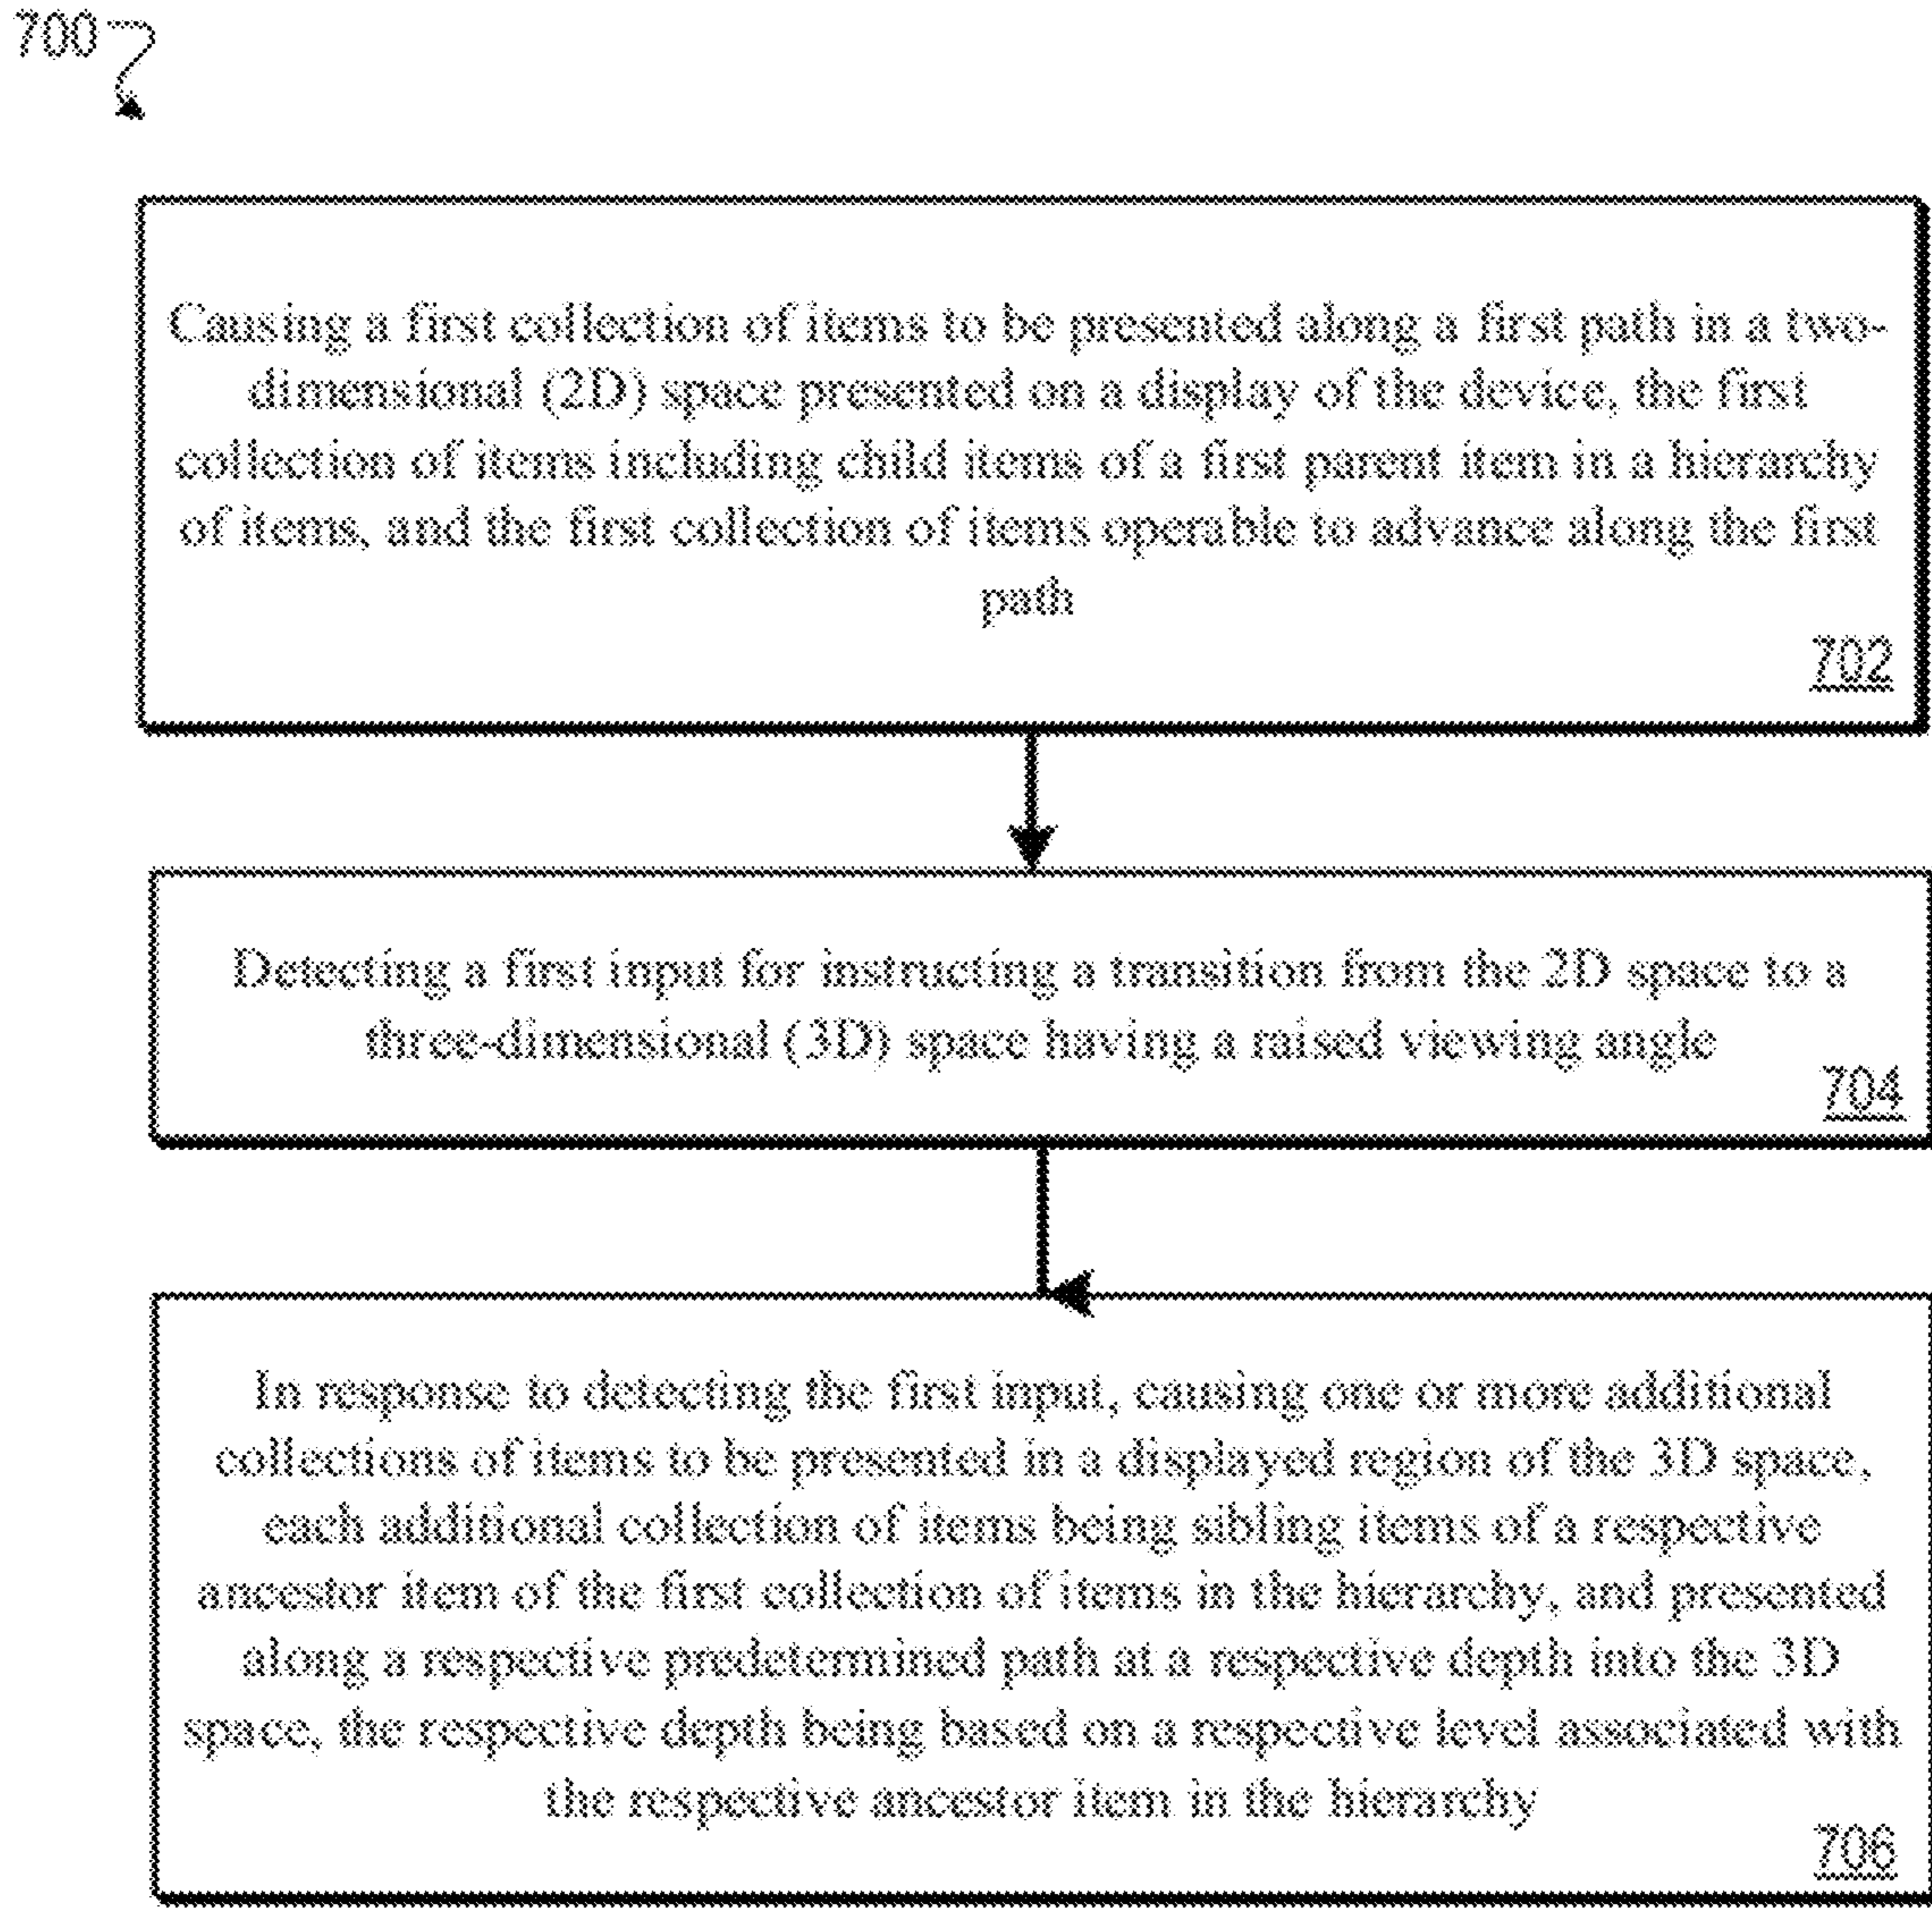 700
Causing a first collection of items to be presented along a first path in a two-
dimensional (2D) space presented on a display of the device, the first
collection of items including child items of a first parent item in a hierarchy
of items, and the first collection of items operable to advance along the first
path
702
Detecting a first input for instructing a transition from the 2D space to a
three-dimensional (3D) space having a raised viewing angle
704
In response to detecting the first input, causing one or more additional
collections of items to be presented in a displayed region of the 3D space,
each additional collection of items being sibling items of a respective
ancestor item of the first collection of items in the hierarchy, and presented
along a respective predetermined path at a respective depth into the 3D
space, the respective depth being based on a respective level associated with
the respective ancestor item in the hierarchy
706